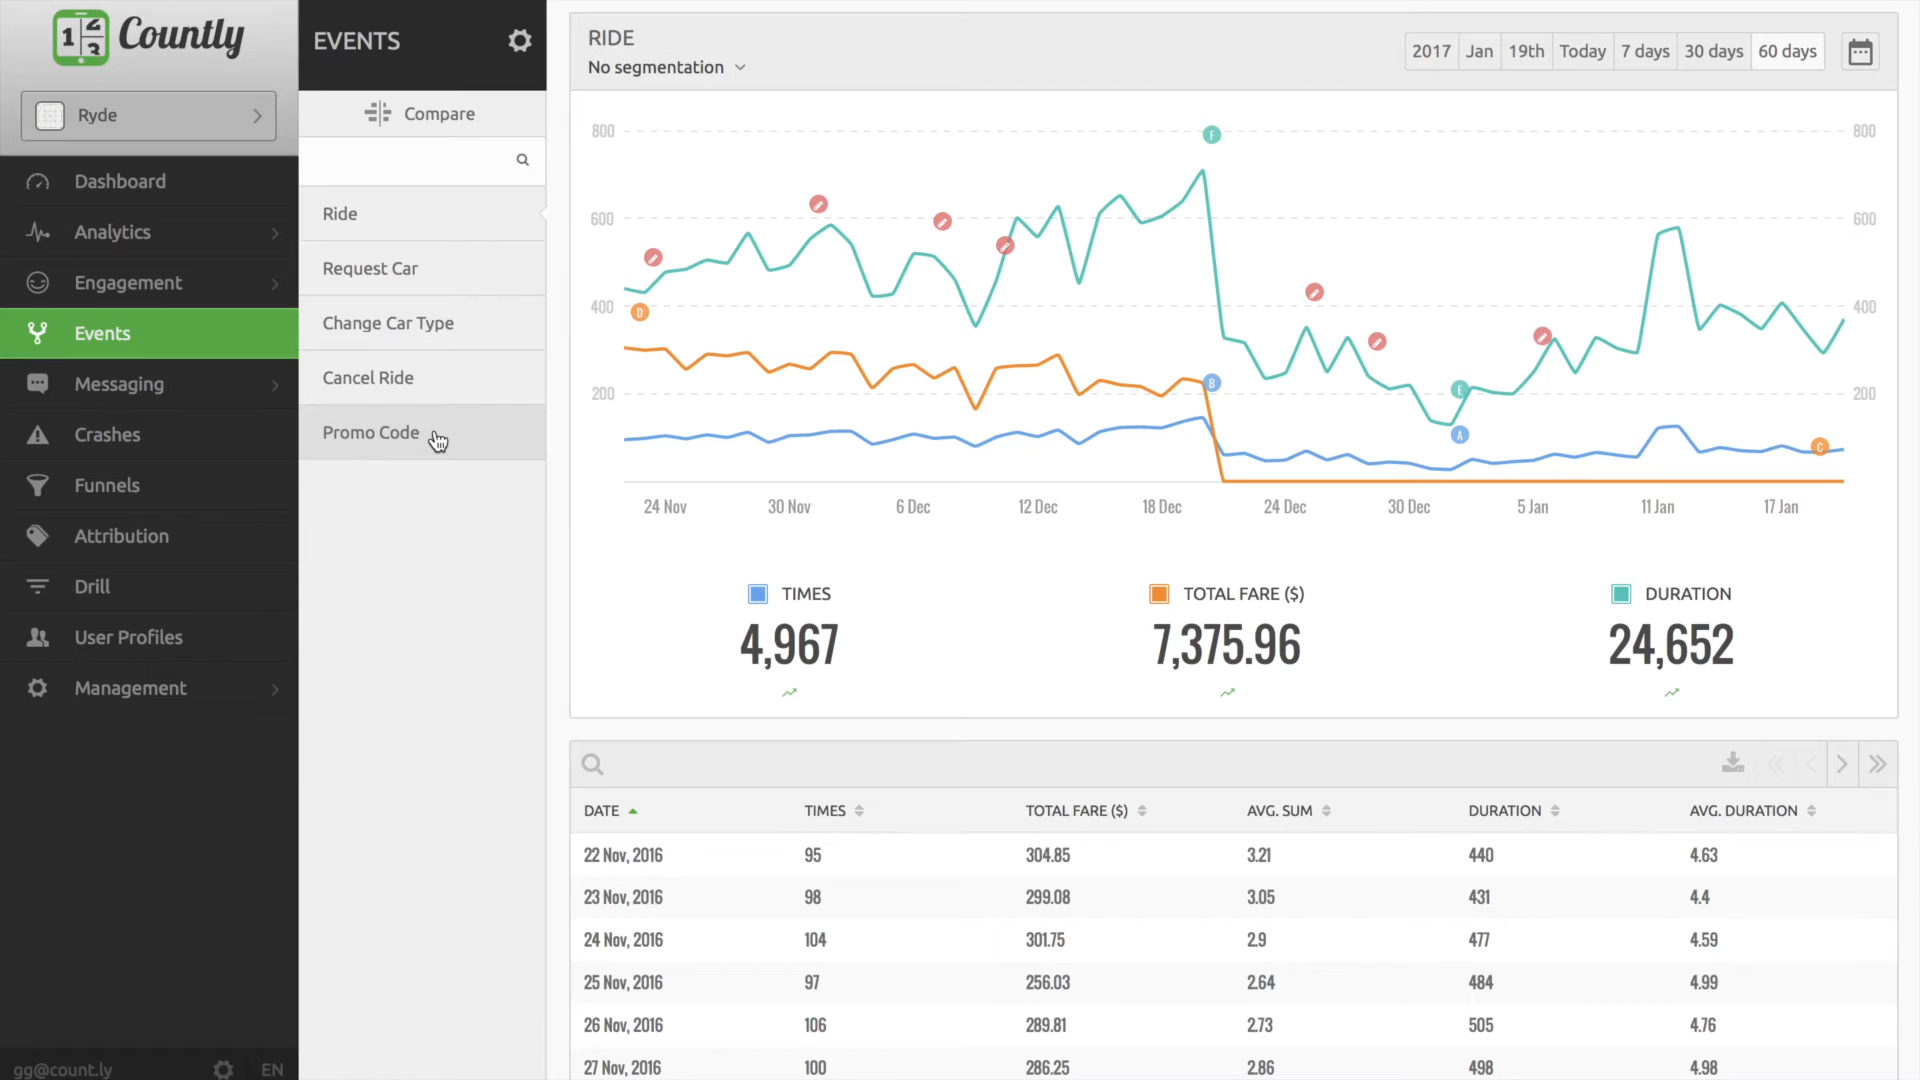 Countly
Ryde
Dashboard
Analytics
Engagement
Events
Messaging
Crashes
Funnels
Attribution
Drill
User Profiles
Management
gg@count.ly EN
EVENTS
Compare
Ride
Request Car
Change Car Type
Cancel Ride
Promo Code
RIDE
No segmentation
2017 Jan 19th Today 7 days 30 days 60 days
800 F 800
600 600
400 D 400
200 B E 200
A C
24 Nov 30 Nov 6 Dec 12 Dec 18 Dec 24 Dec 30 Dec 5 Jan 11 Jan 17 Jan
TIMES TOTAL FARE ($) DURATION
4,967 7,375.96 24,652
DATE TIMES TOTAL FARE ($) AVG. SUM DURATION AVG. DURATION
22 Nov, 2016 95 304.85 3.21 440 4.63
23 Nov, 2016 98 299.08 3.05 431 4.4
24 Nov, 2016 104 301.75 2.9 477 4.59
25 Nov, 2016 97 256.03 2.64 484 4.99
26 Nov, 2016 106 289.81 2.73 505 4.76
27 Nov, 2016 100 286.25 2.86 498 4.98